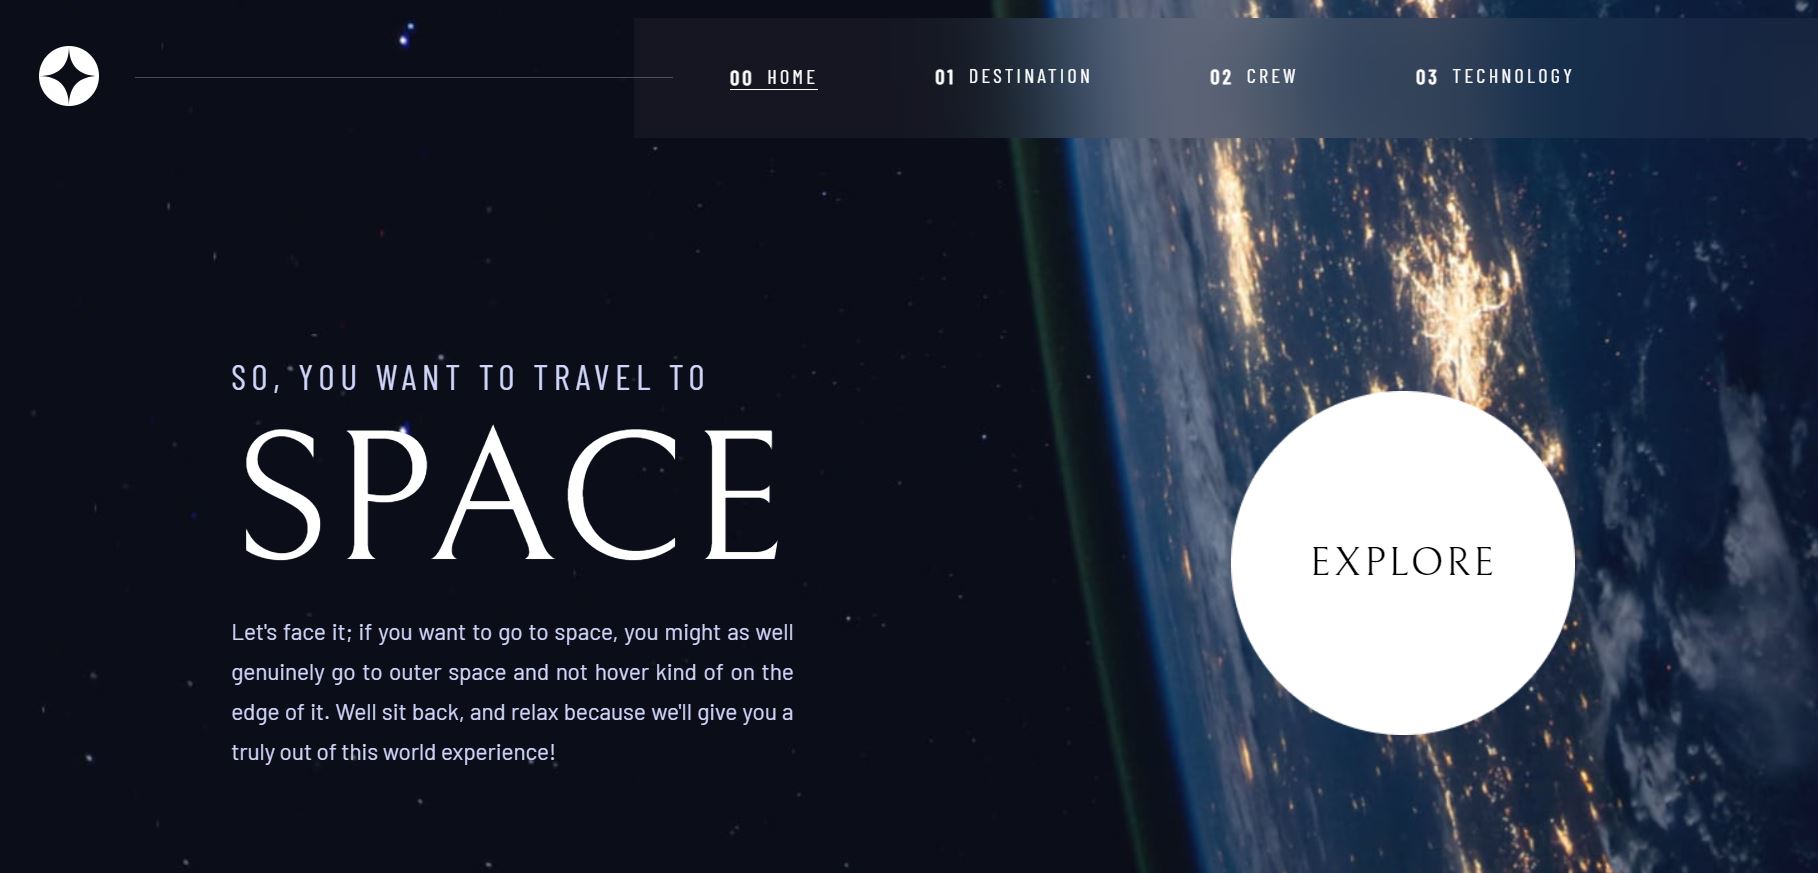 00 HOME 01 DESTINATION 02 CREW 03 TECHNOLOGY
SO, YOU WANT TO TRAVEL TO
SPACE
Let's face it; if you want to go to space, you might as well
genuinely go to outer space and not hover kind of on the
edge of it. Well sit back, and relax because we'll give you a
truly out of this world experience!
EXPLORE